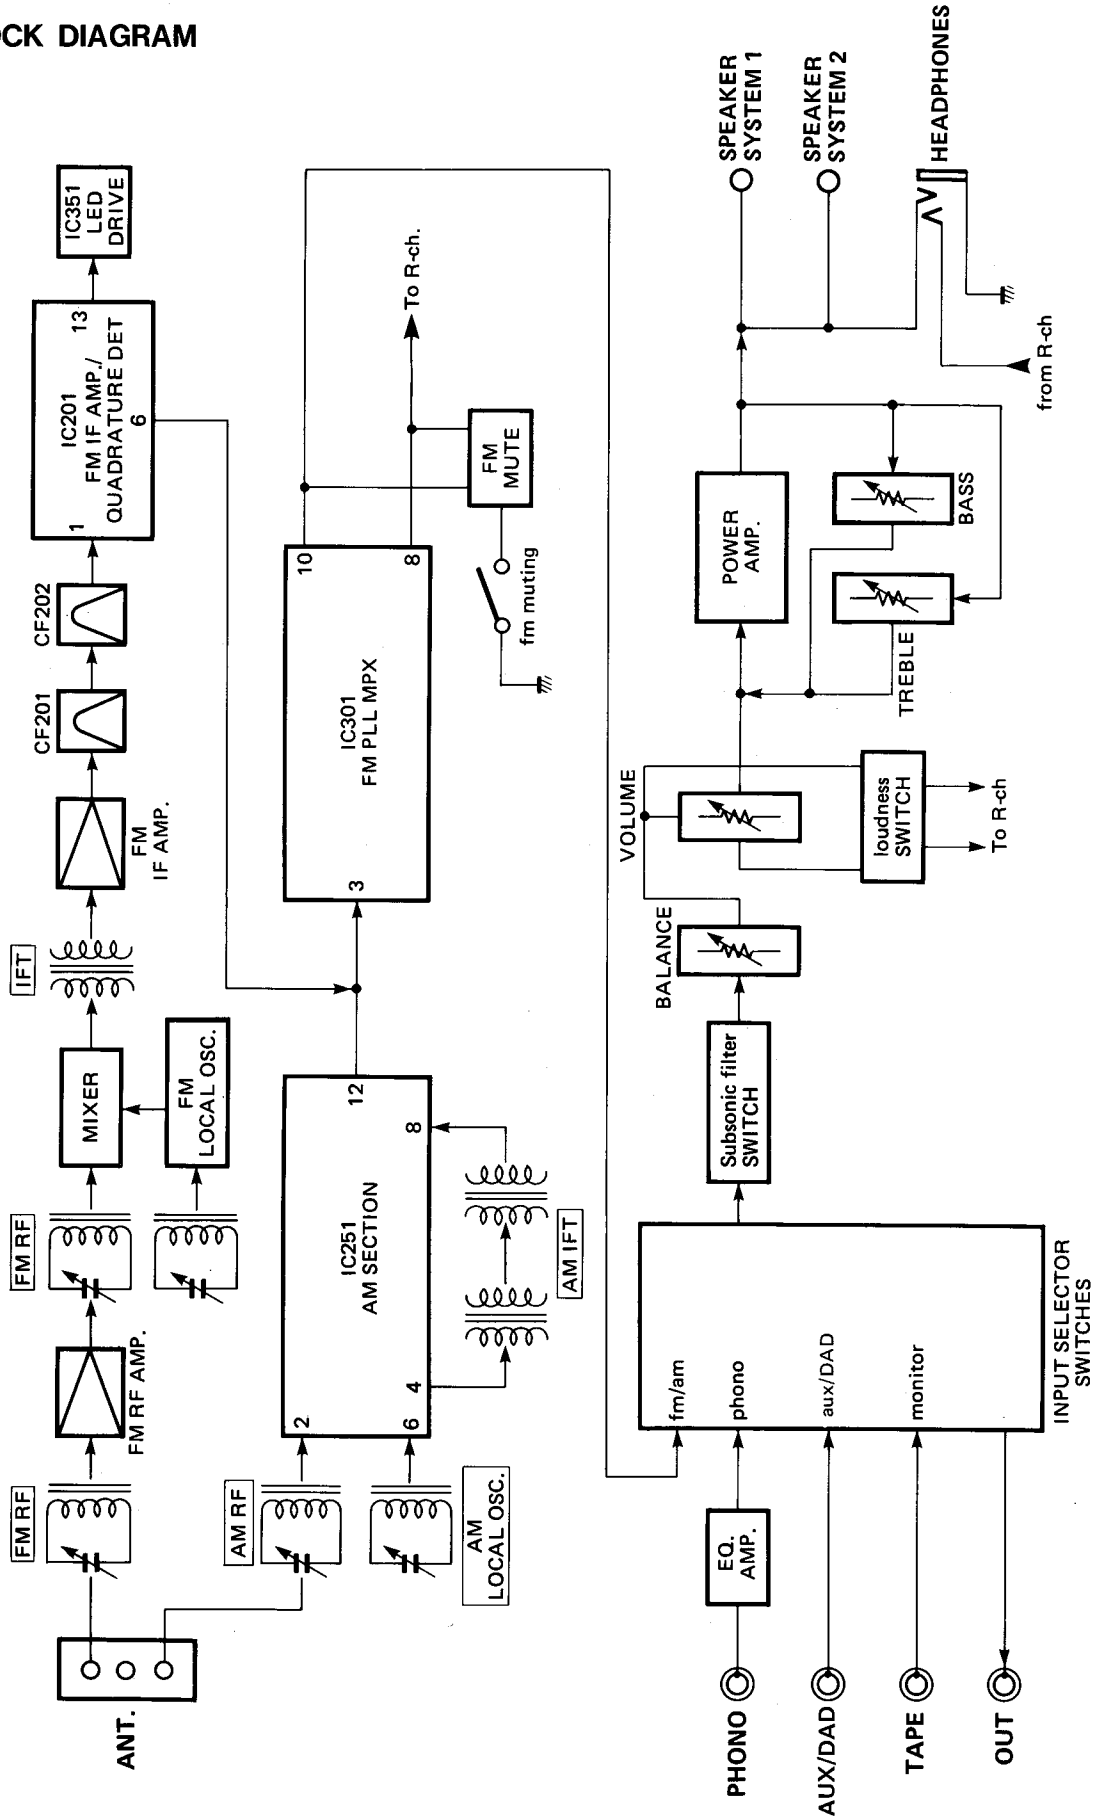 OCK DIAGRAM
ANT.
FM RF
FM RF AMP.
FM RF
MIXER
FM
LOCAL OSC.
IFT
FM
IF AMP.
CF201
CF202
IC201
FM IF AMP./
QUADRATURE DET
1
13
6
IC351
LED
DRIVE
AM RF
AM
LOCAL OSC.
IC251
AM SECTION
2
6
4
8
12
AM IFT
IC301
FM PLL MPX
3
10
8
FM
MUTE
fm muting
To R-ch.
PHONO
AUX/DAD
TAPE
OUT
EQ.
AMP.
fm/am
phono
aux/DAD
monitor
INPUT SELECTOR
SWITCHES
Subsonic filter
SWITCH
BALANCE
VOLUME
loudness
SWITCH
To R-ch
POWER
AMP.
TREBLE
BASS
SPEAKER
SYSTEM 1
SPEAKER
SYSTEM 2
HEADPHONES
from R-ch